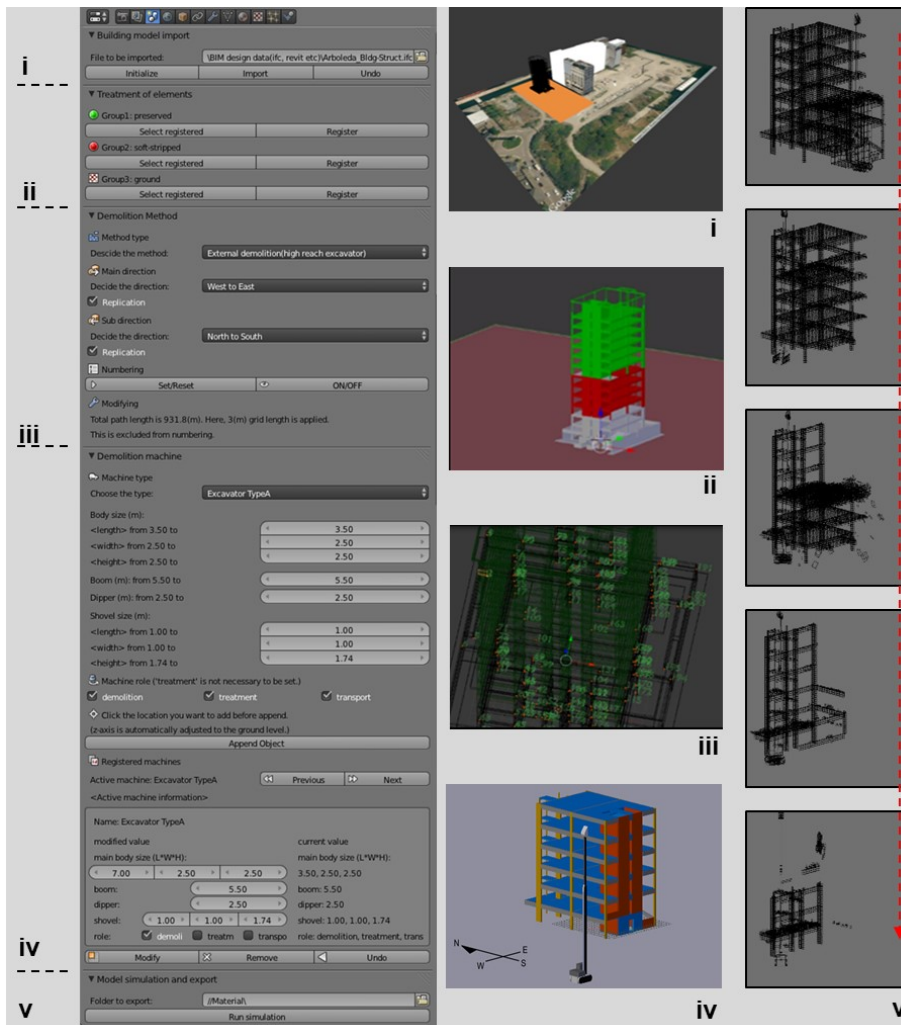 Building model import
File to be imported: \BIM design data(ifc, revit etc)\Arboleda_Bldg-Struct.ifc
Initialize Import Undo
i
Treatment of elements
Group1: preserved
Select registered Register
Group2: soft-stripped
Select registered Register
Group3: ground
Select registered Register
ii
Demolition Method
Method type
Descide the method: External demolition(high reach excavator)
Main direction
Decide the direction: West to East
Replication
Sub direction
Decide the direction: North to South
Replication
Numbering
Set/Reset ON/OFF
Modifying
Total path length is 931.8(m). Here, 3(m) grid length is applied.
This is excluded from numbering.
iii
Demolition machine
Machine type
Choose the type: Excavator TypeA
Body size (m):
<length> from 3.50 to 3.50
<width> from 2.50 to 2.50
<height> from 2.50 to 2.50
Boom (m): from 5.50 to 5.50
Dipper (m): from 2.50 to 2.50
Shovel size (m):
<length> from 1.00 to 1.00
<width> from 1.00 to 1.00
<height> from 1.74 to 1.74
Machine role ('treatment' is not necessary to be set.)
demolition treatment transport
Click the location you want to add before append.
(z-axis is automatically adjusted to the ground level.)
Append Object
Registered machines
Active machine: Excavator TypeA Previous Next
<Active machine information>
Name: Excavator TypeA
modified value current value
main body size (L*W*H): main body size (L*W*H):
7.00 2.50 2.50 3.50, 2.50, 2.50
boom: 5.50 boom: 5.50
dipper: 2.50 dipper: 2.50
shovel: 1.00 1.00 1.74 shovel: 1.00, 1.00, 1.74
role: demoli treatm transpo role: demolition, treatment, trans
iv
Modify Remove Undo
Model simulation and export
v
Folder to export: //Material\
Run simulation
i
ii
iii
N
E
W
S
iv
v